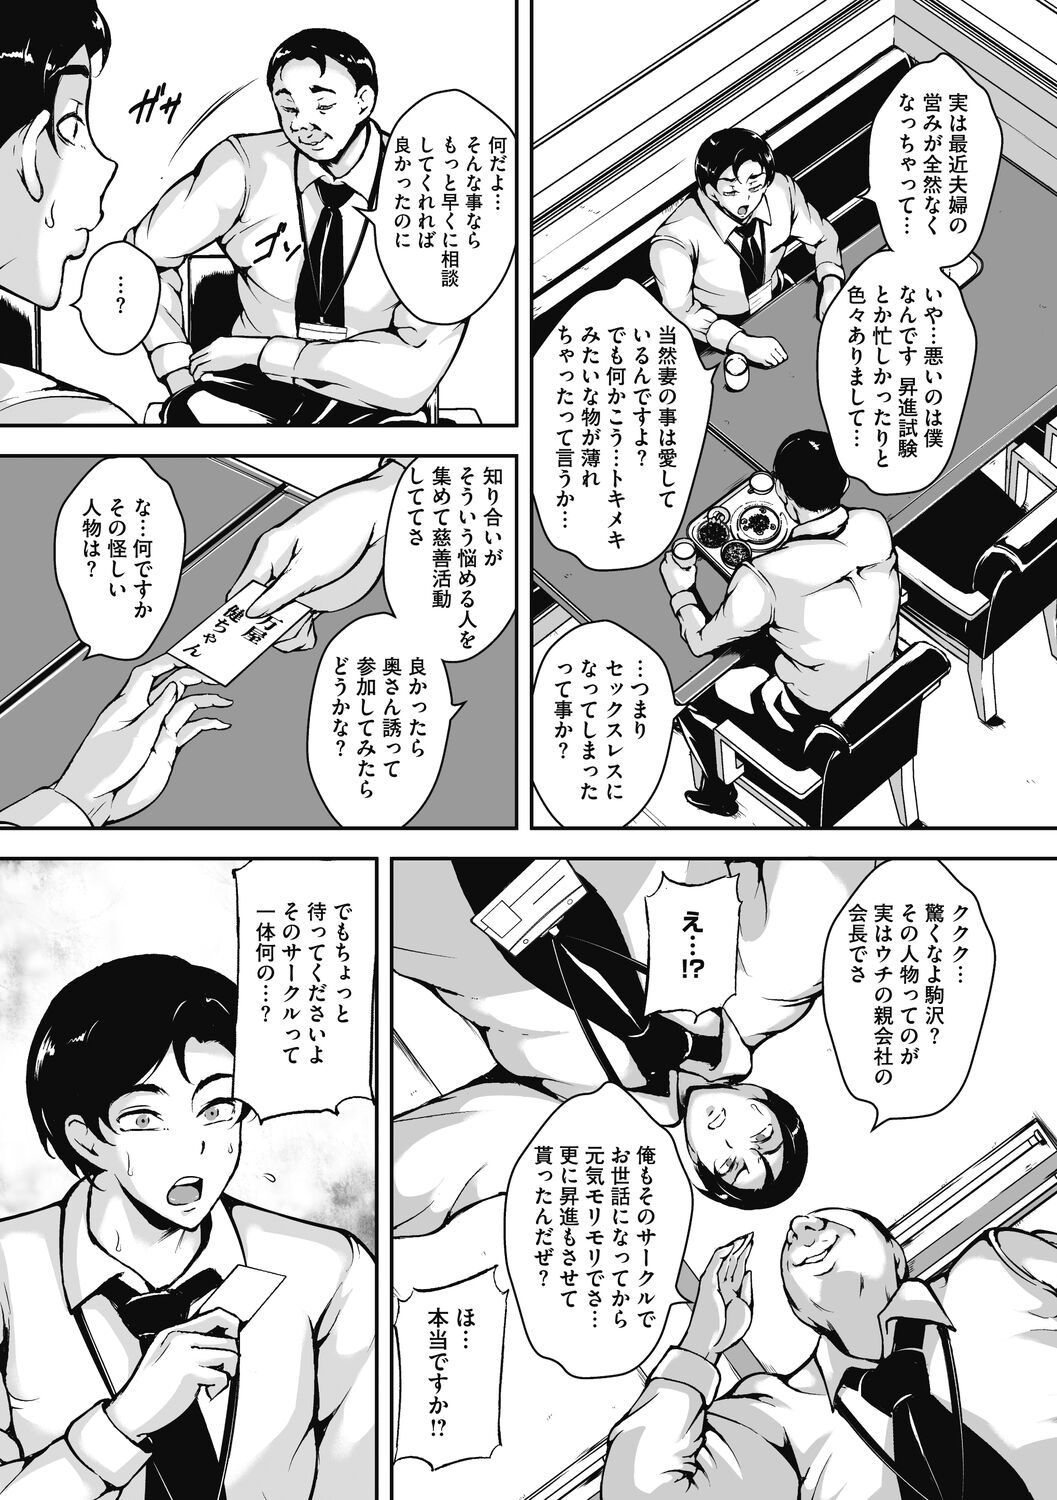 実は最近夫婦の
営みが全然なく
なっちゃって…
いや…悪いのは僕
なんです 昇進試験
とか忙しかったりと
色々ありまして…
当然妻の事は愛して
いるんですよ？
でも何かこう…トキメキ
みたいな物が薄れ
ちゃったって言うか…
…つまり
セックスレスに
なってしまった
って事か？
ガサ
何だよ…
そんな事なら
もっと早くに相談
してくれれば
良かったのに
ゴソ
…？
知り合いが
そういう悩める人を
集めて慈善活動
しててさ
良かったら
奥さん誘って
参加してみたら
どうかな？
万屋
健ちゃん
な…何ですか
その怪しい
人物は？
ククク…
驚くなよ駒沢？
その人物ってのが
実はウチの親会社の
会長でさ
え…!?
俺もそのサークルで
お世話になってから
元気モリモリでさ…
更に昇進もさせて
貰ったんだぜ？
ほ…
本当ですか!?
でもちょっと
待ってくださいよ
そのサークルって
一体何の…？